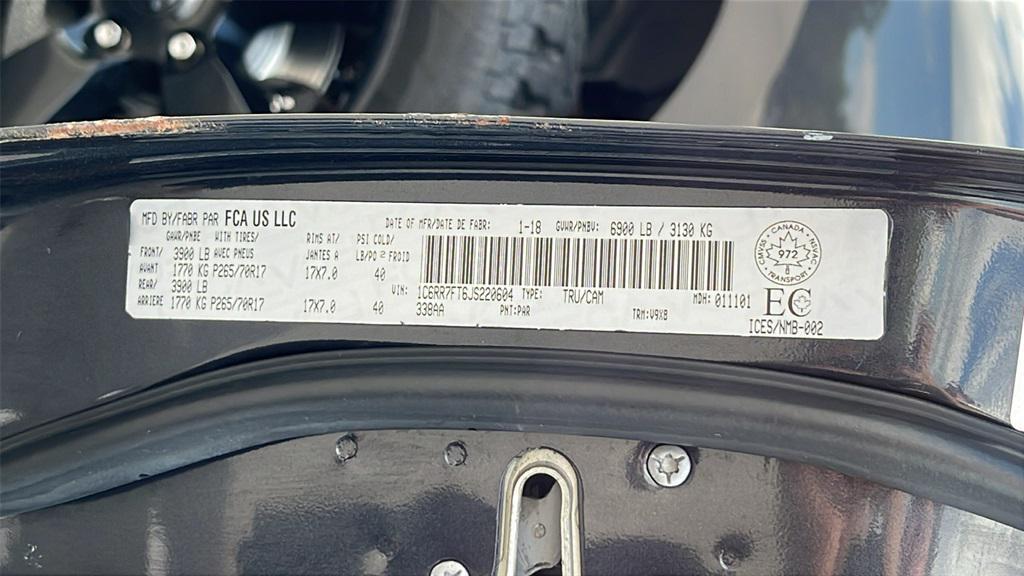 MFD BY/FABR PAR FCA US LLC DATE OF MFR/DATE DE FABR: 1-18 GVWR/PNBV: 6900 LB / 3130 KG
GAWR/PNBE WITH TIRES/ RIMS AT/ PSI COLD/
FRONT/ 3900 LB AVEC PNEUS JANTES A LB/PO² FROID
AVANT 1770 KG P265/70R17 17X7.0 40
REAR/ 3900 LB
ARRIERE 1770 KG P265/70R17 17X7.0 40
VIN: 1C6RR7FT6JS220604 TYPE: TRU/CAM MDH: 011101
338AA PNT: PAR TRM: V9X8
CANADA
CMVSS NSVAC
972
TRANSPORT
EC
ICES/NMB-002